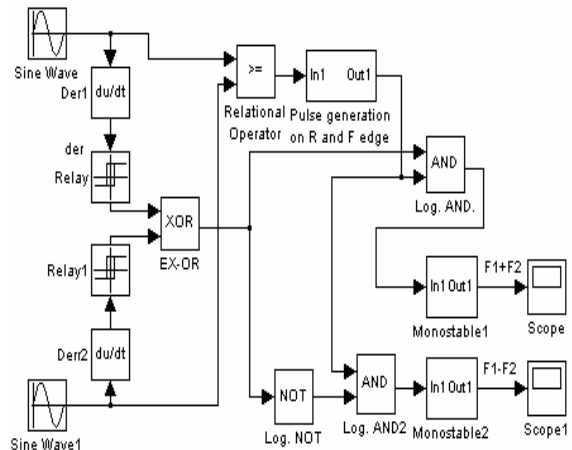 Sine Wave
Der1
du/dt
>=
Relational
Operator
In1 Out1
Pulse generation
on R and F edge
der
Relay
AND
Log. AND.
XOR
EX-OR
Relay1
In1 Out1
F1+F2
Monostable1
Scope
Derr2
du/dt
NOT
Log. NOT
AND
Log. AND2
In1 Out1
F1-F2
Monostable2
Scope1
Sine Wave1